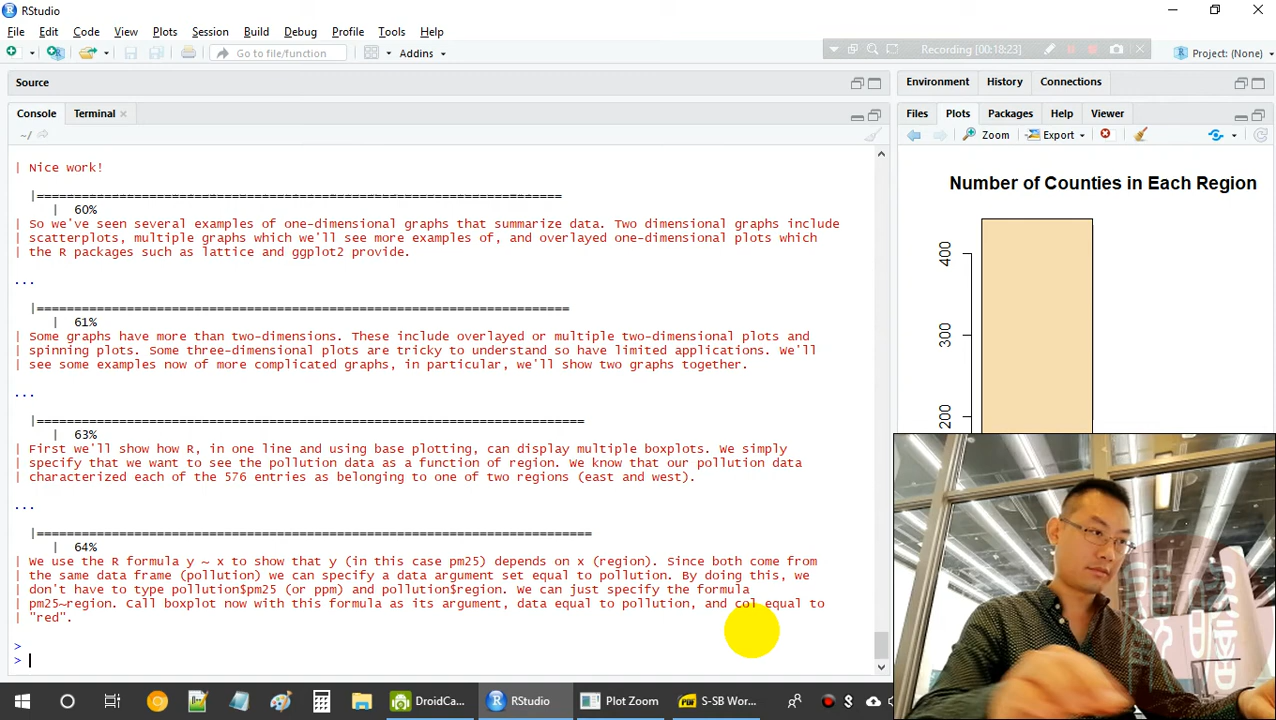 RStudio
File Edit Code View Plots Session Build Debug Profile Tools Help
Go to file/function Addins Recording [00:18:23] Project: (None)
Source Environment History Connections
Console Terminal Files Plots Packages Help Viewer
~/ Zoom Export
| Nice work!
|======================================================================
| 60%
| So we've seen several examples of one-dimensional graphs that summarize data. Two dimensional graphs include
| scatterplots, multiple graphs which we'll see more examples of, and overlayed one-dimensional plots which
| the R packages such as lattice and ggplot2 provide.
...
|=======================================================================
| 61%
| Some graphs have more than two-dimensions. These include overlayed or multiple two-dimensional plots and
| spinning plots. Some three-dimensional plots are tricky to understand so have limited applications. We'll
| see some examples now of more complicated graphs, in particular, we'll show two graphs together.
...
|=========================================================================
| 63%
| First we'll show how R, in one line and using base plotting, can display multiple boxplots. We simply
| specify that we want to see the pollution data as a function of region. We know that our pollution data
| characterized each of the 576 entries as belonging to one of two regions (east and west).
...
|==========================================================================
| 64%
| We use the R formula y ~ x to show that y (in this case pm25) depends on x (region). Since both come from
| the same data frame (pollution) we can specify a data argument set equal to pollution. By doing this, we
| don't have to type pollution$pm25 (or ppm) and pollution$region. We can just specify the formula
| pm25~region. Call boxplot now with this formula as its argument, data equal to pollution, and col equal to
| "red".
>
>
Number of Counties in Each Region
400
300
200
DroidCa... RStudio Plot Zoom S-SB Wor...